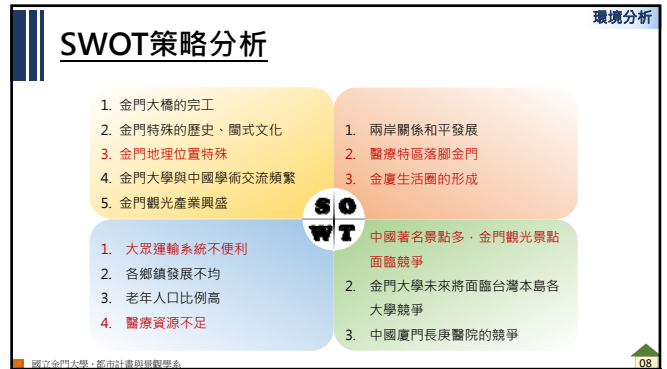 環境分析
SWOT策略分析
1. 金門大橋的完工
2. 金門特殊的歷史、閩式文化
3. 金門地理位置特殊
4. 金門大學與中國學術交流頻繁
5. 金門觀光產業興盛
1. 兩岸關係和平發展
2. 醫療特區落腳金門
3. 金廈生活圈的形成
S O
W T
1. 大眾運輸系統不便利
2. 各鄉鎮發展不均
3. 老年人口比例高
4. 醫療資源不足
中國著名景點多，金門觀光景點
面臨競爭
2. 金門大學未來將面臨台灣本島各
大學競爭
3. 中國廈門長庚醫院的競爭
國立金門大學・都市計畫與景觀學系
08